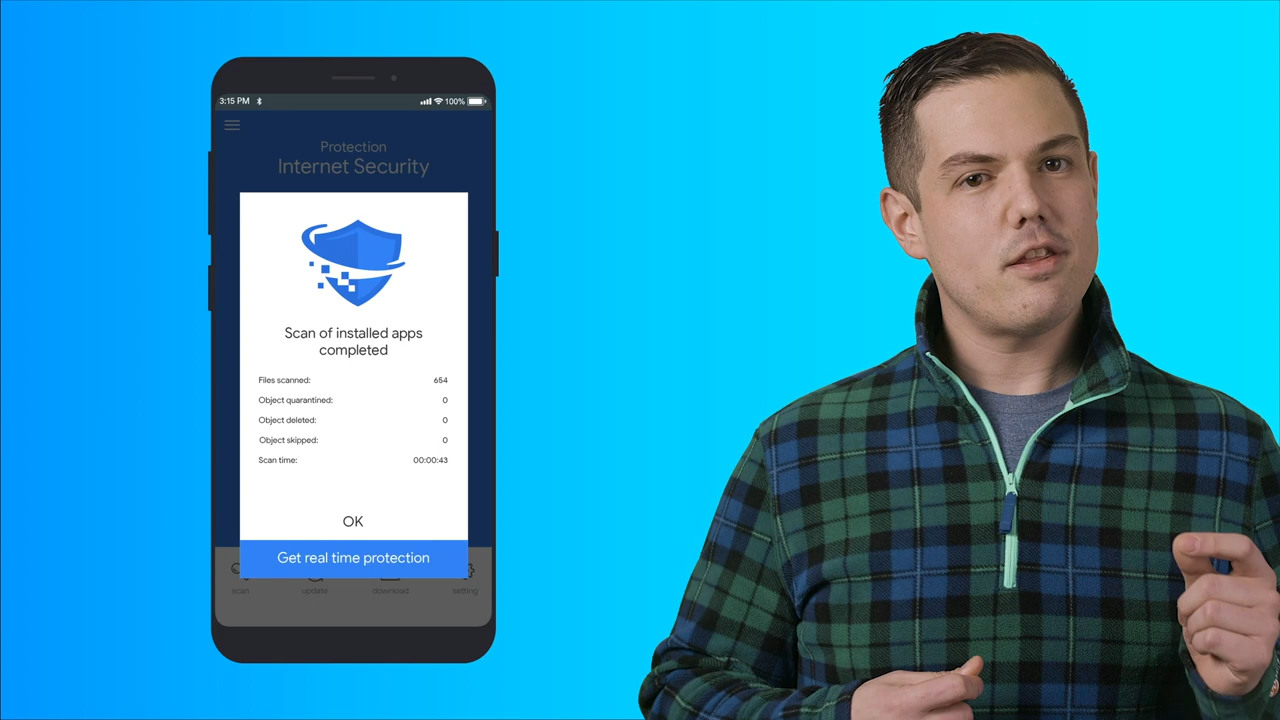 3:15 PM 100%
Protection
Internet Security
Scan of installed apps
completed
Files scanned: 654
Object quarantined: 0
Object deleted: 0
Object skipped: 0
Scan time: 00:00:43
OK
Get real time protection
scan update download setting